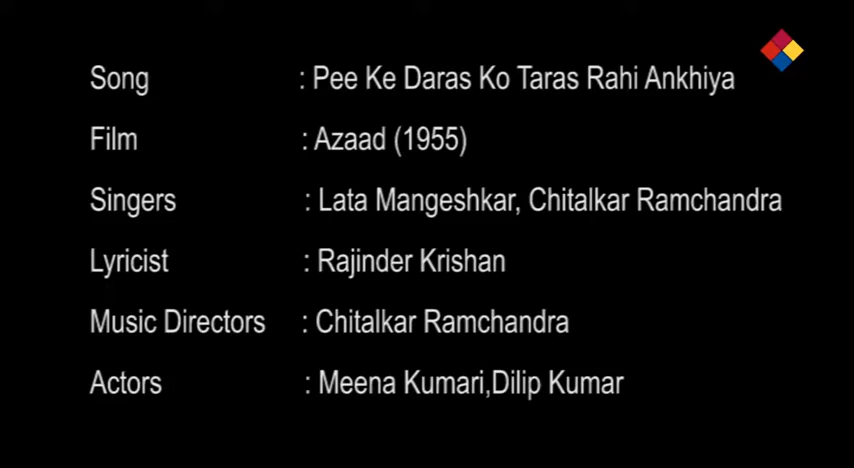 Song : Pee Ke Daras Ko Taras Rahi Ankhiya
Film : Azaad (1955)
Singers : Lata Mangeshkar, Chitalkar Ramchandra
Lyricist : Rajinder Krishan
Music Directors : Chitalkar Ramchandra
Actors : Meena Kumari,Dilip Kumar